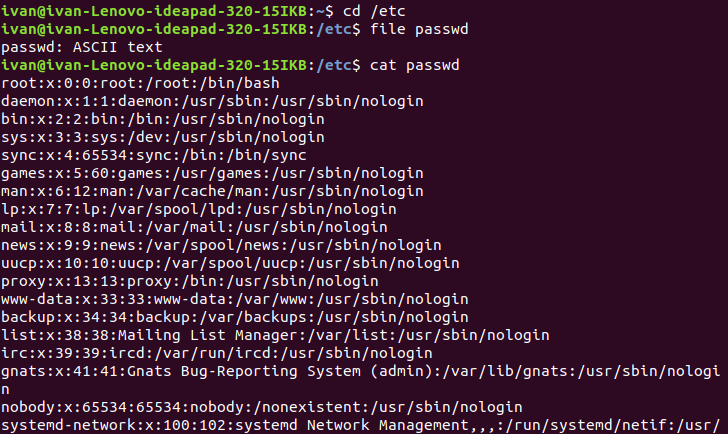 ivan@ivan-Lenovo-ideapad-320-15IKB:~$ cd /etc
ivan@ivan-Lenovo-ideapad-320-15IKB:/etc$ file passwd
passwd: ASCII text
ivan@ivan-Lenovo-ideapad-320-15IKB:/etc$ cat passwd
root:x:0:0:root:/root:/bin/bash
daemon:x:1:1:daemon:/usr/sbin:/usr/sbin/nologin
bin:x:2:2:bin:/bin:/usr/sbin/nologin
sys:x:3:3:sys:/dev:/usr/sbin/nologin
sync:x:4:65534:sync:/bin:/bin/sync
games:x:5:60:games:/usr/games:/usr/sbin/nologin
man:x:6:12:man:/var/cache/man:/usr/sbin/nologin
lp:x:7:7:lp:/var/spool/lpd:/usr/sbin/nologin
mail:x:8:8:mail:/var/mail:/usr/sbin/nologin
news:x:9:9:news:/var/spool/news:/usr/sbin/nologin
uucp:x:10:10:uucp:/var/spool/uucp:/usr/sbin/nologin
proxy:x:13:13:proxy:/bin:/usr/sbin/nologin
www-data:x:33:33:www-data:/var/www:/usr/sbin/nologin
backup:x:34:34:backup:/var/backups:/usr/sbin/nologin
list:x:38:38:Mailing List Manager:/var/list:/usr/sbin/nologin
irc:x:39:39:ircd:/var/run/ircd:/usr/sbin/nologin
gnats:x:41:41:Gnats Bug-Reporting System (admin):/var/lib/gnats:/usr/sbin/nologi
n
nobody:x:65534:65534:nobody:/nonexistent:/usr/sbin/nologin
systemd-network:x:100:102:systemd Network Management,,,:/run/systemd/netif:/usr/